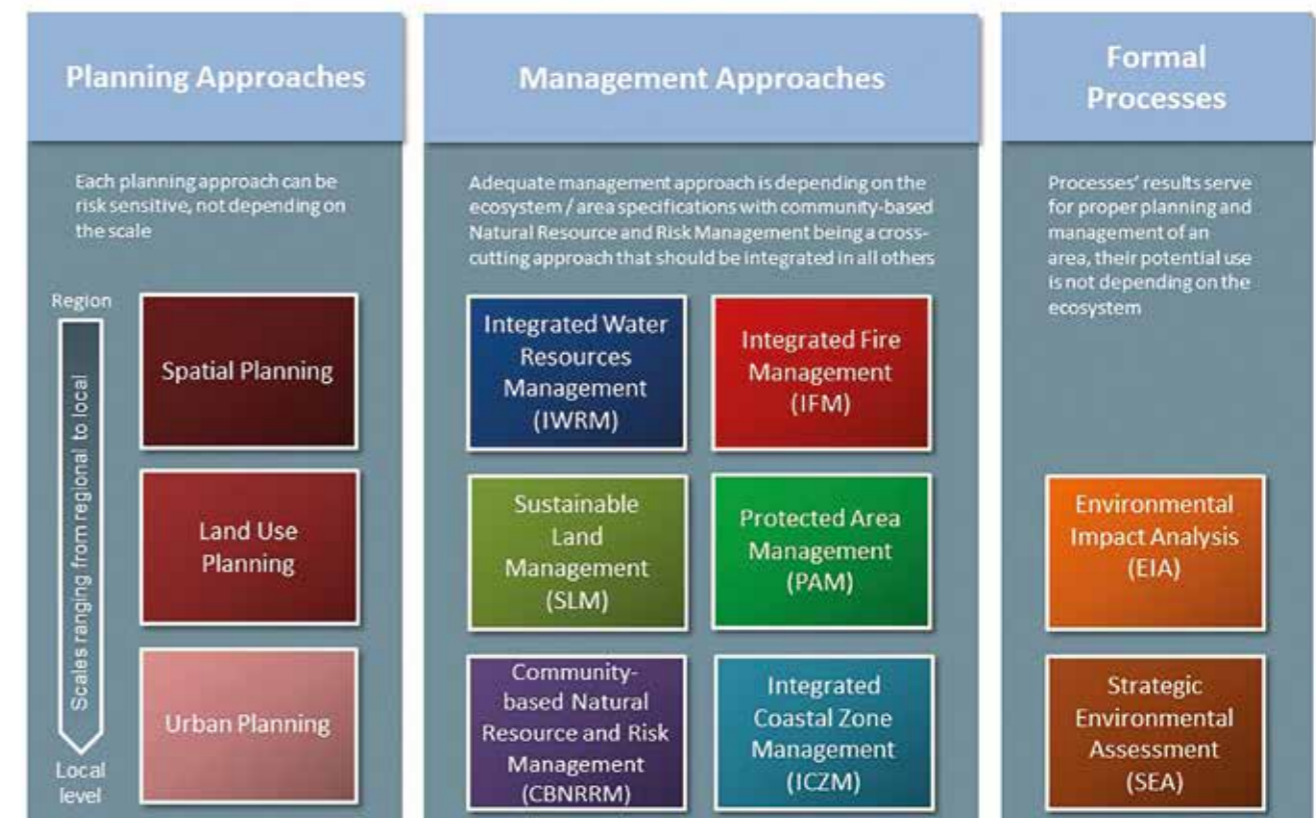 Planning Approaches
Each planning approach can be
risk sensitive, not depending on
the scale
Region
Scales ranging from regional to local
Local
level
Spatial Planning
Land Use
Planning
Urban Planning
Management Approaches
Adequate management approach is depending on the
ecosystem / area specifications with community-based
Natural Resource and Risk Management being a cross-
cutting approach that should be integrated in all others
Integrated Water
Resources
Management
(IWRM)
Integrated Fire
Management
(IFM)
Sustainable
Land
Management
(SLM)
Protected Area
Management
(PAM)
Community-
based Natural
Resource and Risk
Management
(CBNRRM)
Integrated
Coastal Zone
Management
(ICZM)
Formal
Processes
Processes' results serve
for proper planning and
management of an
area, their potential use
is not depending on the
ecosystem
Environmental
Impact Analysis
(EIA)
Strategic
Environmental
Assessment
(SEA)